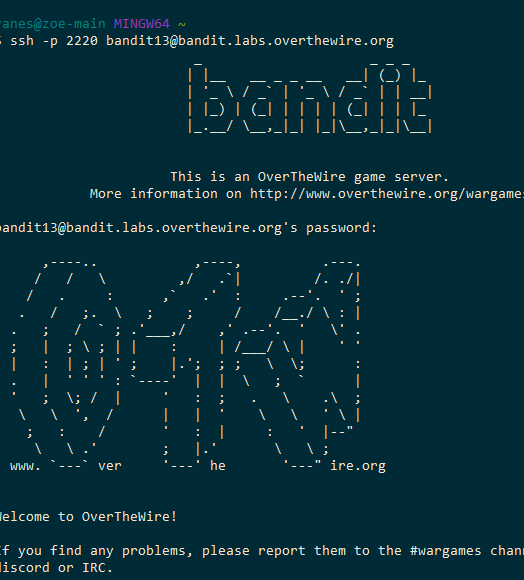 yanes@zoe-main MINGW64 ~
$ ssh -p 2220 bandit13@bandit.labs.overthewire.org
bandit
This is an OverTheWire game server.
More information on http://www.overthewire.org/wargames
bandit13@bandit.labs.overthewire.org's password:
www. ver he ire.org
Welcome to OverTheWire!
If you find any problems, please report them to the #wargames chann
discord or IRC.